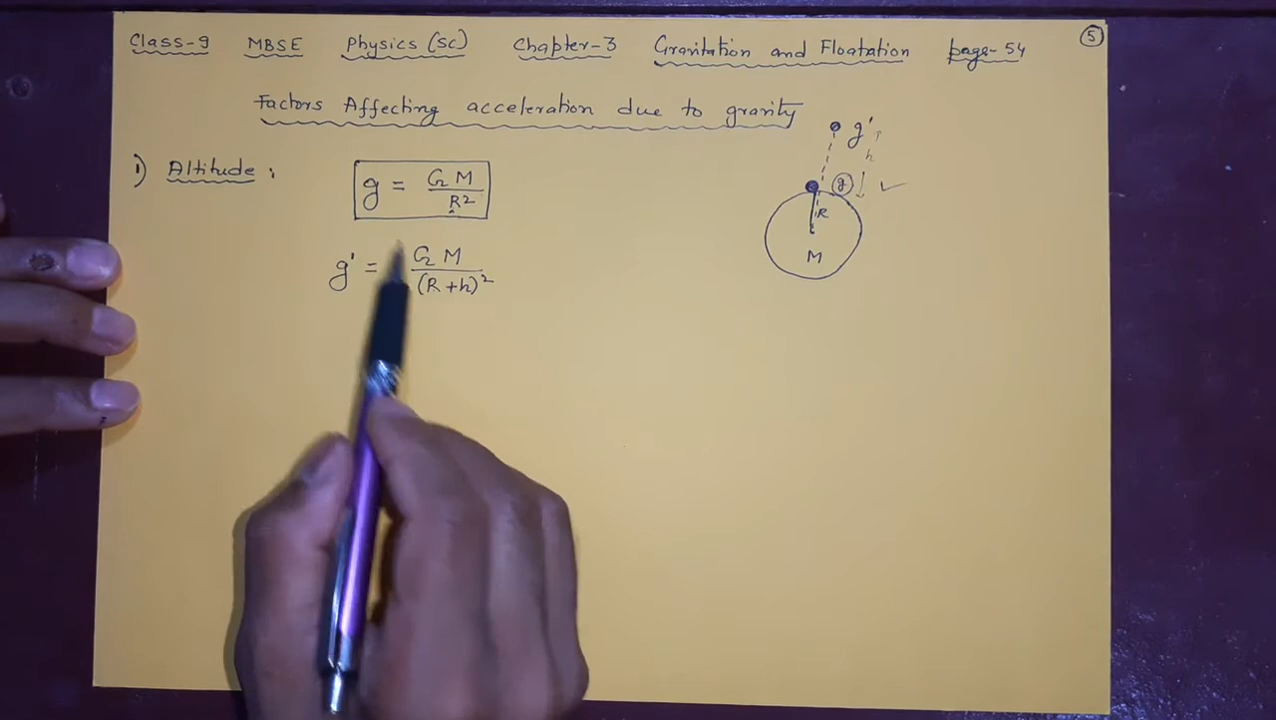 Class-9 MBSE Physics (SC) Chapter-3 Gravitation and Floatation page-54 5
Factors Affecting acceleration due to gravity
1) Altitude :
g = GM / R²
g' = GM / (R+h)²
g'
h
g ✓
R
M